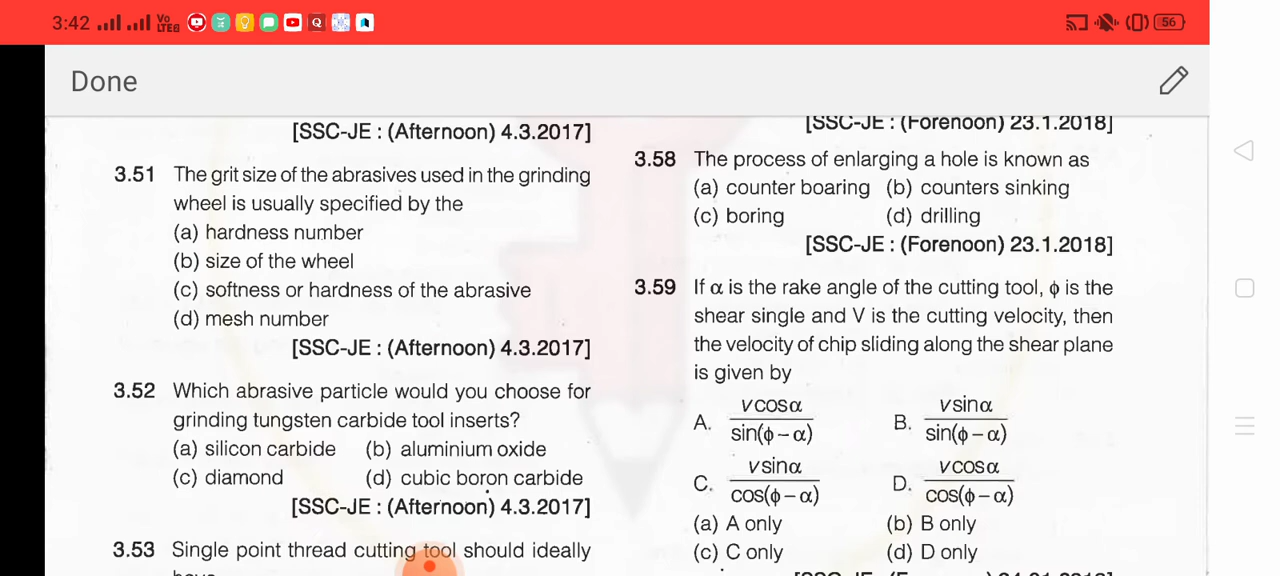 3:42 Vo LTE 56
Done
[SSC-JE : (Afternoon) 4.3.2017]
3.51 The grit size of the abrasives used in the grinding
wheel is usually specified by the
(a) hardness number
(b) size of the wheel
(c) softness or hardness of the abrasive
(d) mesh number
[SSC-JE : (Afternoon) 4.3.2017]
3.52 Which abrasive particle would you choose for
grinding tungsten carbide tool inserts?
(a) silicon carbide (b) aluminium oxide
(c) diamond (d) cubic boron carbide
[SSC-JE : (Afternoon) 4.3.2017]
3.53 Single point thread cutting tool should ideally
[SSC-JE : (Forenoon) 23.1.2018]
3.58 The process of enlarging a hole is known as
(a) counter boaring (b) counters sinking
(c) boring (d) drilling
[SSC-JE : (Forenoon) 23.1.2018]
3.59 If α is the rake angle of the cutting tool, ϕ is the
shear single and V is the cutting velocity, then
the velocity of chip sliding along the shear plane
is given by
A. vcosα / sin(ϕ – α) B. vsinα / sin(ϕ – α)
C. vsinα / cos(ϕ – α) D. vcosα / cos(ϕ – α)
(a) A only (b) B only
(c) C only (d) D only